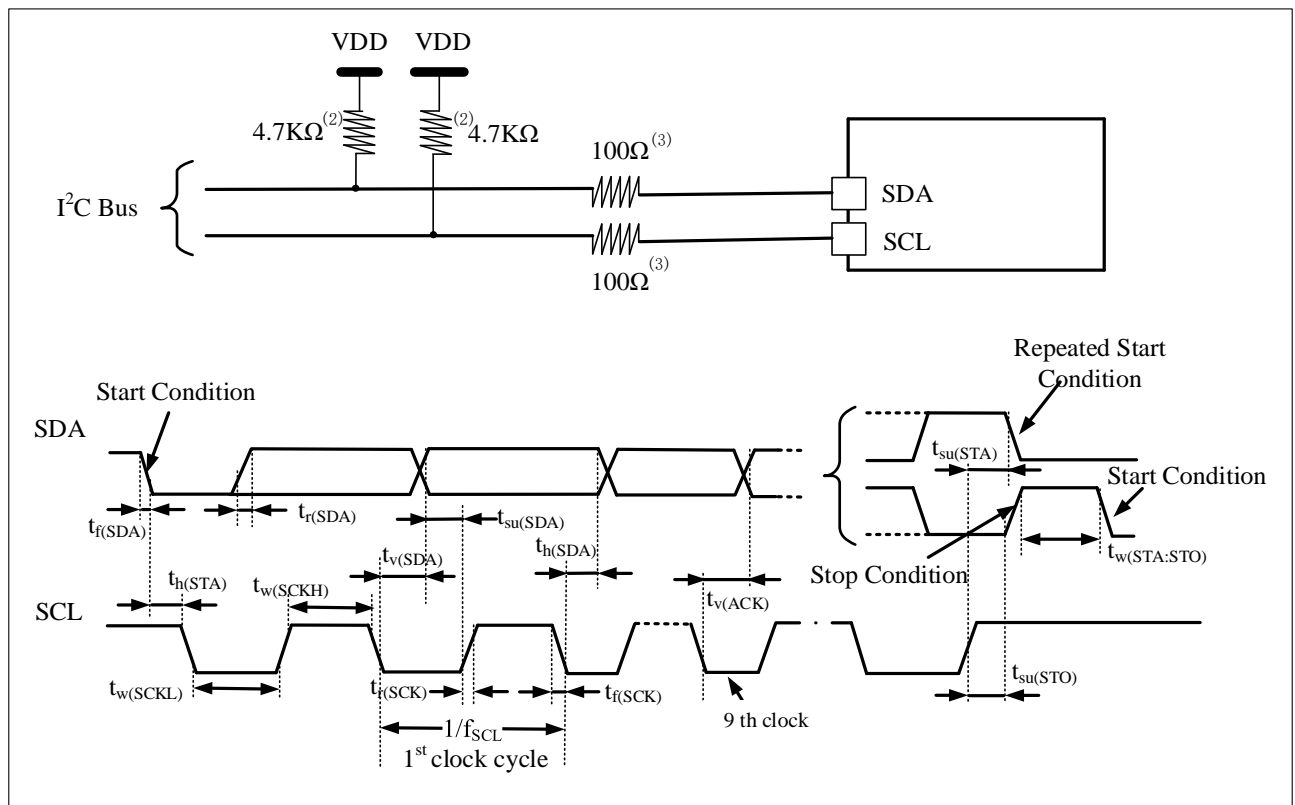 VDD VDD
4.7KΩ(2) (2) 4.7KΩ
100Ω(3)
I2C Bus
SDA
SCL
100Ω(3)
Repeated Start
Condition
Start Condition
SDA
tsu(STA)
Start Condition
tf(SDA)
tr(SDA)
tsu(SDA)
tv(SDA)
th(SDA)
tw(STA:STO)
Stop Condition
th(STA)
tw(SCKH)
tv(ACK)
SCL
tw(SCKL)
tr(SCK)
tf(SCK)
tsu(STO)
9 th clock
1/fSCL
1st clock cycle